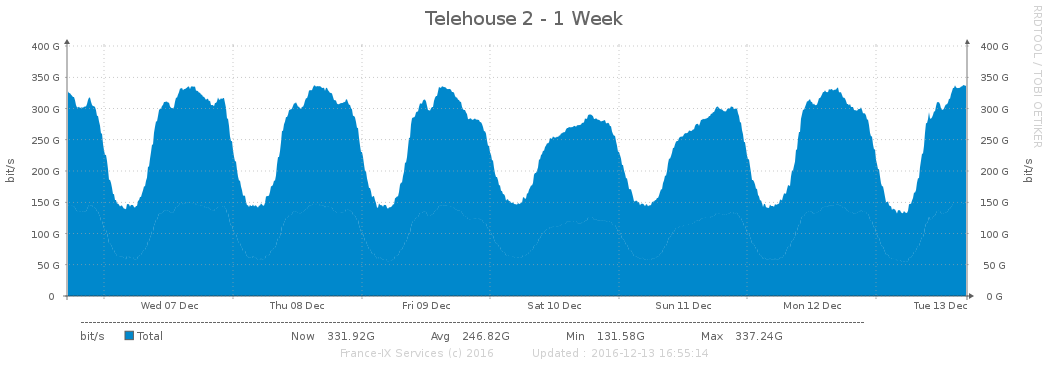 Telehouse 2 - 1 Week
RRDTOOL / TOBI OETIKER
400 G 400 G
350 G 350 G
300 G 300 G
250 G 250 G
200 G 200 G
150 G 150 G
100 G 100 G
50 G 50 G
0 0 G
bit/s bit/s
Wed 07 Dec Thu 08 Dec Fri 09 Dec Sat 10 Dec Sun 11 Dec Mon 12 Dec Tue 13 Dec
bit/s Total Now 331.92G Avg 246.82G Min 131.58G Max 337.24G
France-IX Services (c) 2016 Updated : 2016-12-13 16:55:14